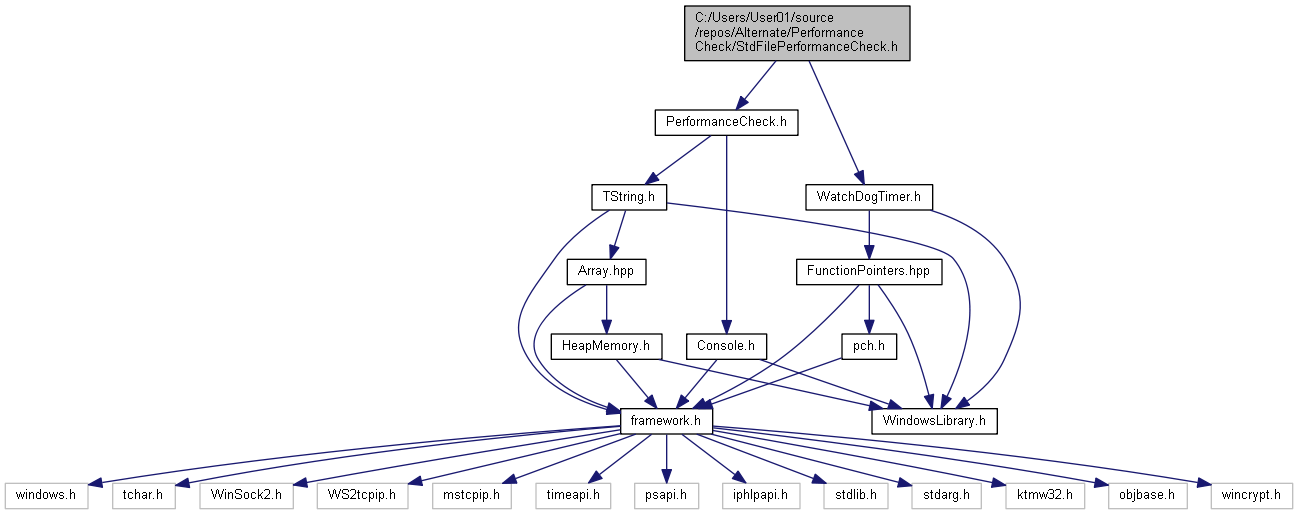 C:/Users/User01/source
/repos/Alternate/Performance
Check/StdFilePerformanceCheck.h
PerformanceCheck.h
TString.h
WatchDogTimer.h
Array.hpp
FunctionPointers.hpp
HeapMemory.h
Console.h
pch.h
framework.h
WindowsLibrary.h
windows.h
tchar.h
WinSock2.h
WS2tcpip.h
mstcpip.h
timeapi.h
psapi.h
iphlpapi.h
stdlib.h
stdarg.h
ktmw32.h
objbase.h
wincrypt.h